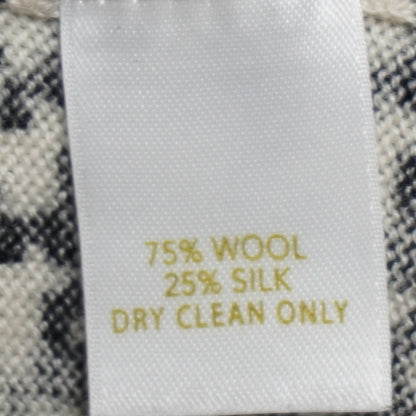 75% WOOL
25% SILK
DRY CLEAN ONLY